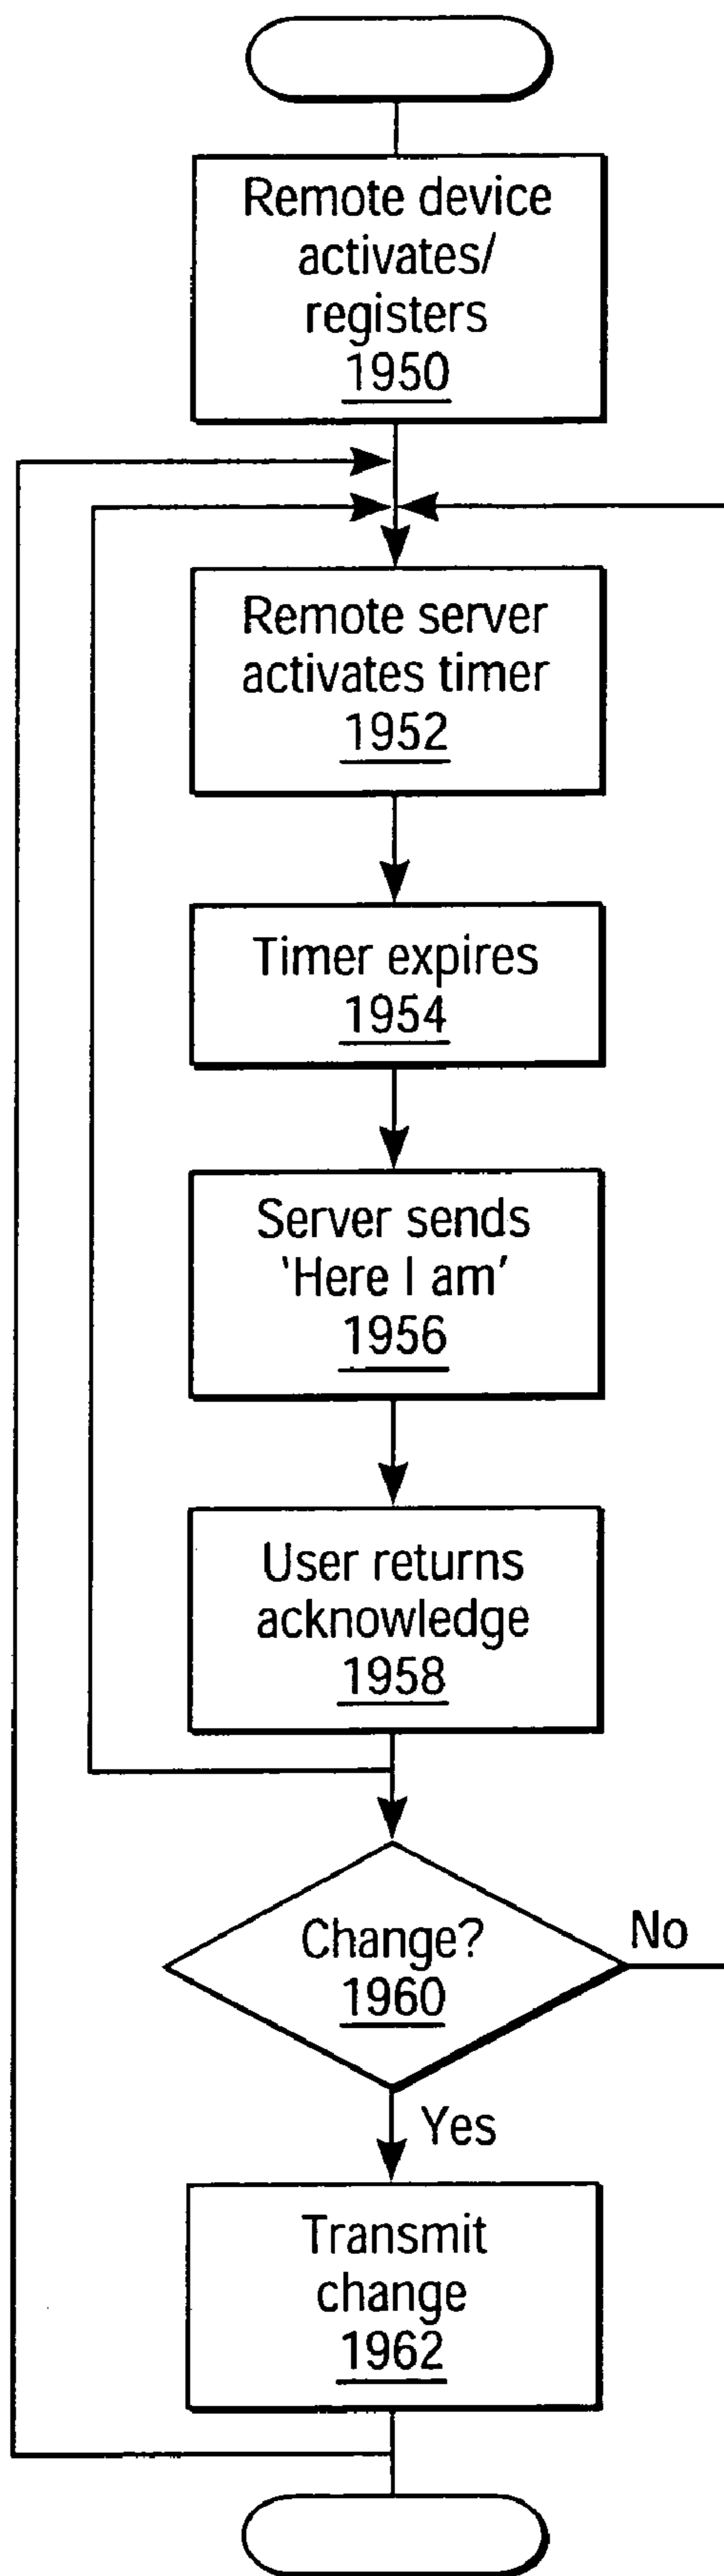 Remote device
activates/
registers
1950
Remote server
activates timer
1952
Timer expires
1954
Server sends
'Here I am'
1956
User returns
acknowledge
1958
Change?
1960
No
Yes
Transmit
change
1962